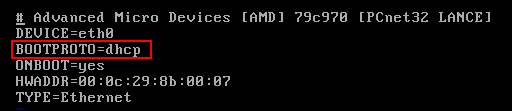 # Advanced Micro Devices [AMD] 79c970 [PCnet32 LANCE]
DEVICE=eth0
BOOTPROTO=dhcp
ONBOOT=yes
HWADDR=00:0c:29:8b:00:07
TYPE=Ethernet